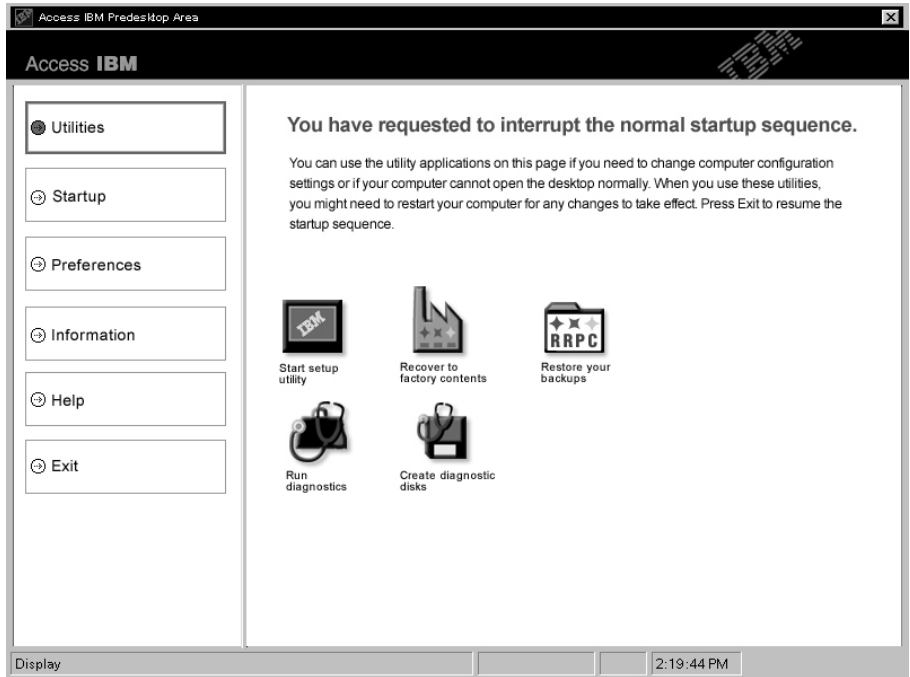 Access IBM Predesktop Area
Access IBM
IBM
Utilities
Startup
Preferences
Information
Help
Exit
You have requested to interrupt the normal startup sequence.
You can use the utility applications on this page if you need to change computer configuration
settings or if your computer cannot open the desktop normally. When you use these utilities,
you might need to restart your computer for any changes to take effect. Press Exit to resume the
startup sequence.
IBM
Start setup
utility
Recover to
factory contents
RRPC
Restore your
backups
Run
diagnostics
Create diagnostic
disks
Display
2:19:44 PM